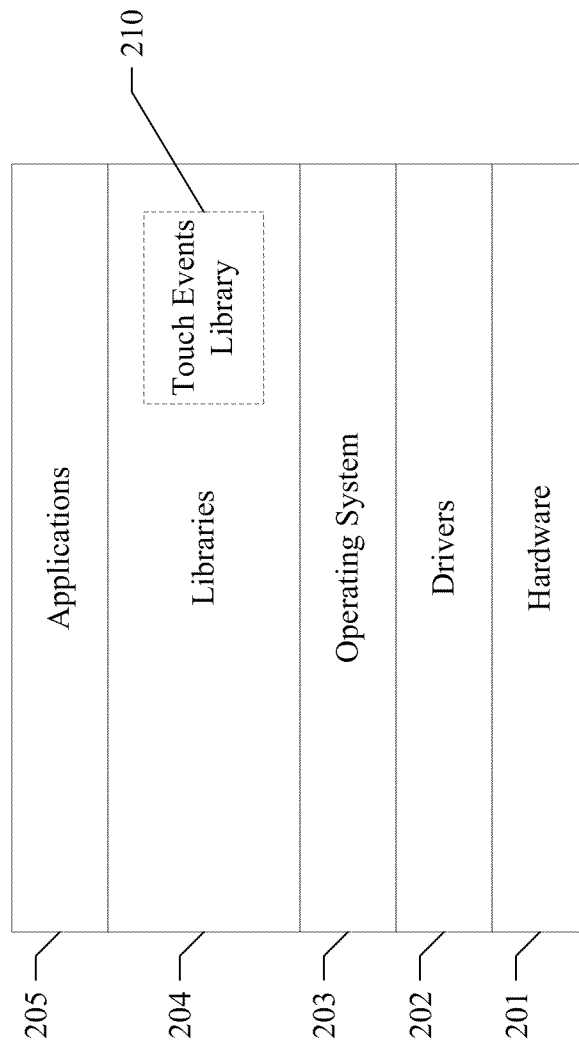 205
Applications
204
Libraries
Touch Events
Library
210
203
Operating System
202
Drivers
201
Hardware